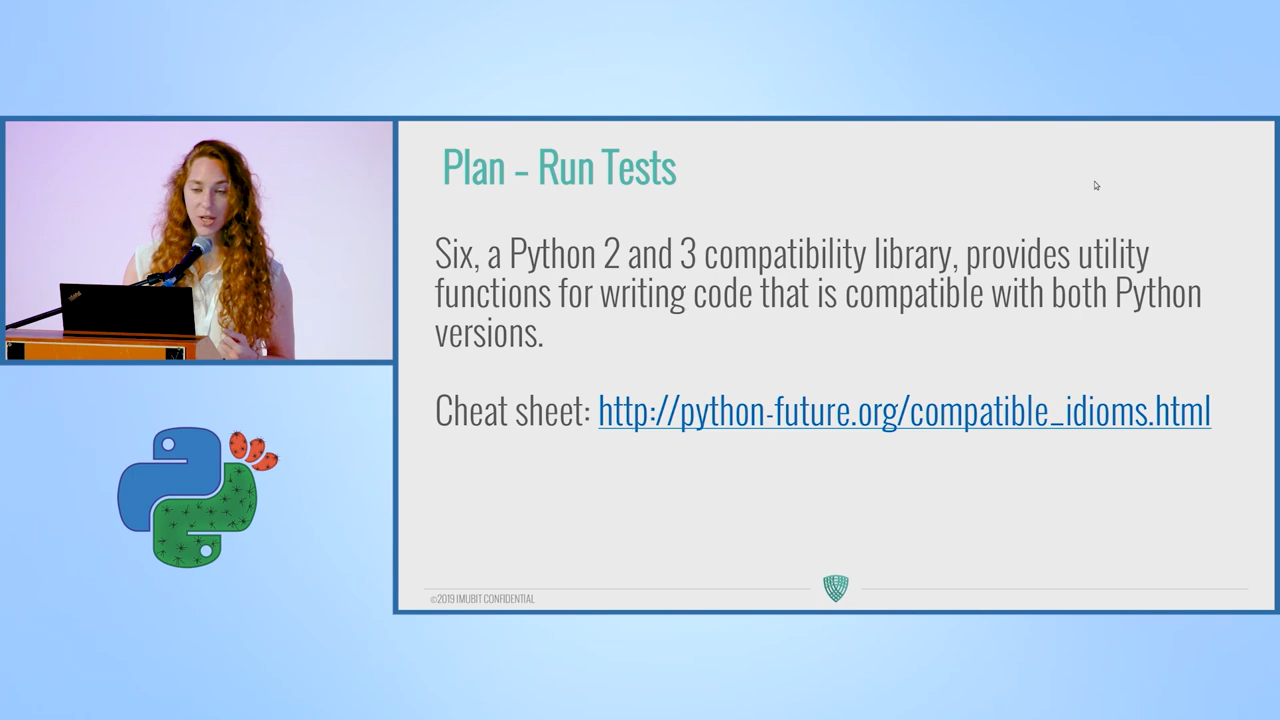 Plan – Run Tests
Six, a Python 2 and 3 compatibility library, provides utility
functions for writing code that is compatible with both Python
versions.
Cheat sheet: http://python-future.org/compatible_idioms.html
©2019 IMUBIT CONFIDENTIAL